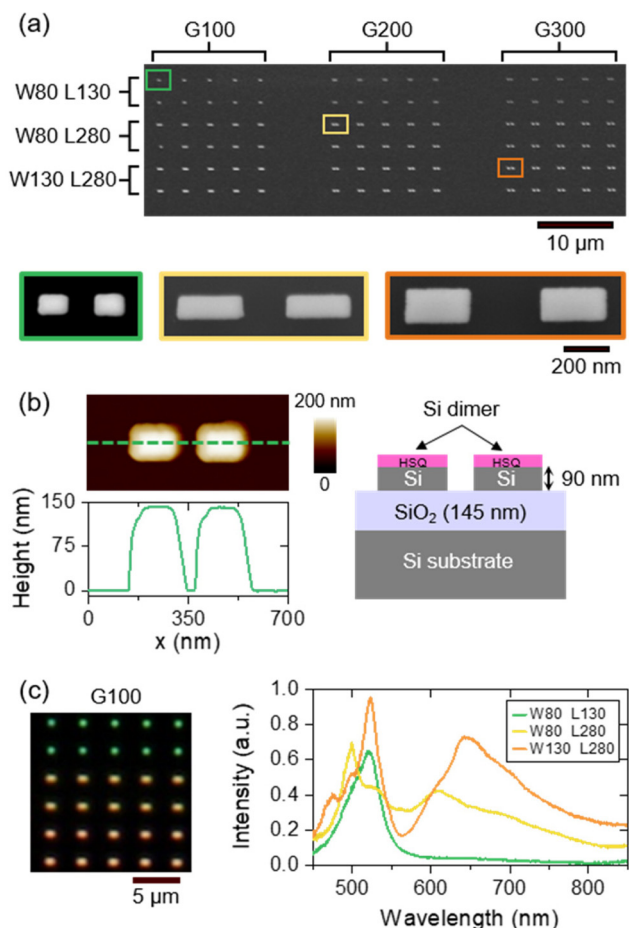 (a)
G100 G200 G300
W80 L130
W80 L280
W130 L280
10 μm
200 nm
(b)
200 nm
0
Height (nm)
150
75
0
0 350 700
x (nm)
Si dimer
HSQ HSQ
Si Si
90 nm
SiO₂ (145 nm)
Si substrate
(c)
G100
5 μm
Intensity (a.u.)
1.0
0.8
0.6
0.4
0.2
0.0
500 600 700 800
Wavelength (nm)
W80 L130
W80 L280
W130 L280